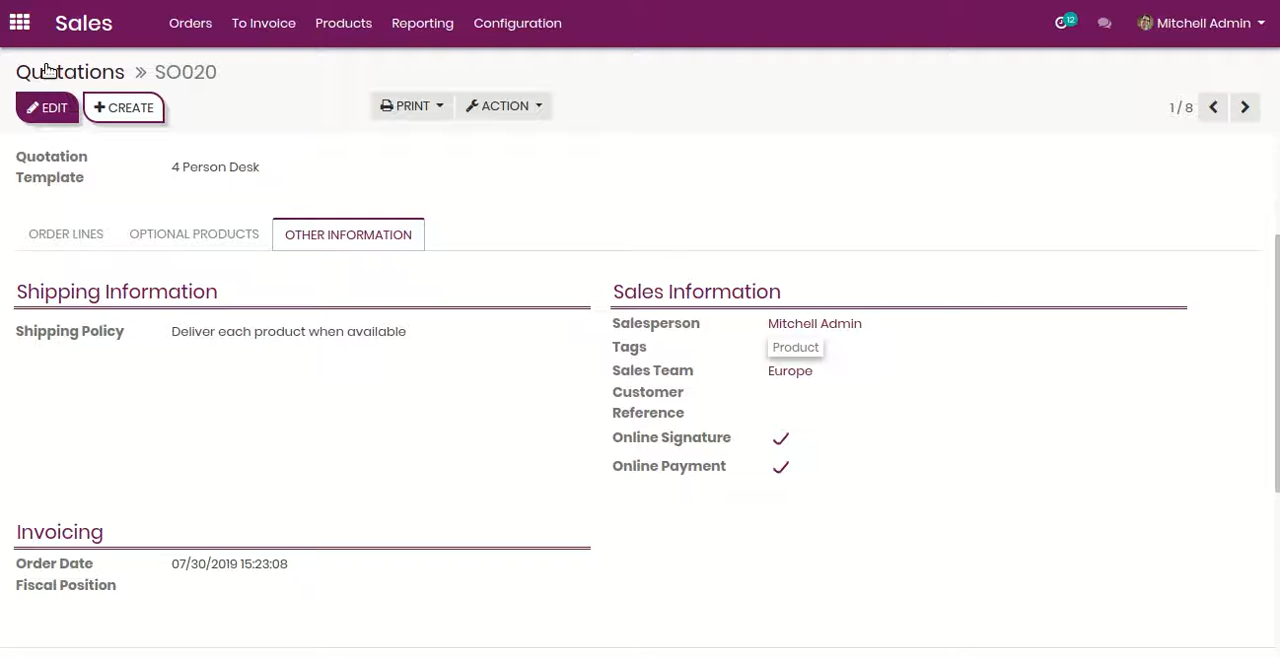 Sales Orders To Invoice Products Reporting Configuration 12 Mitchell Admin
Quotations » SO020
EDIT CREATE PRINT ACTION 1 / 8
Quotation
Template 4 Person Desk
ORDER LINES OPTIONAL PRODUCTS OTHER INFORMATION
Shipping Information
Shipping Policy Deliver each product when available
Sales Information
Salesperson Mitchell Admin
Tags Product
Sales Team Europe
Customer
Reference
Online Signature
Online Payment
Invoicing
Order Date 07/30/2019 15:23:08
Fiscal Position